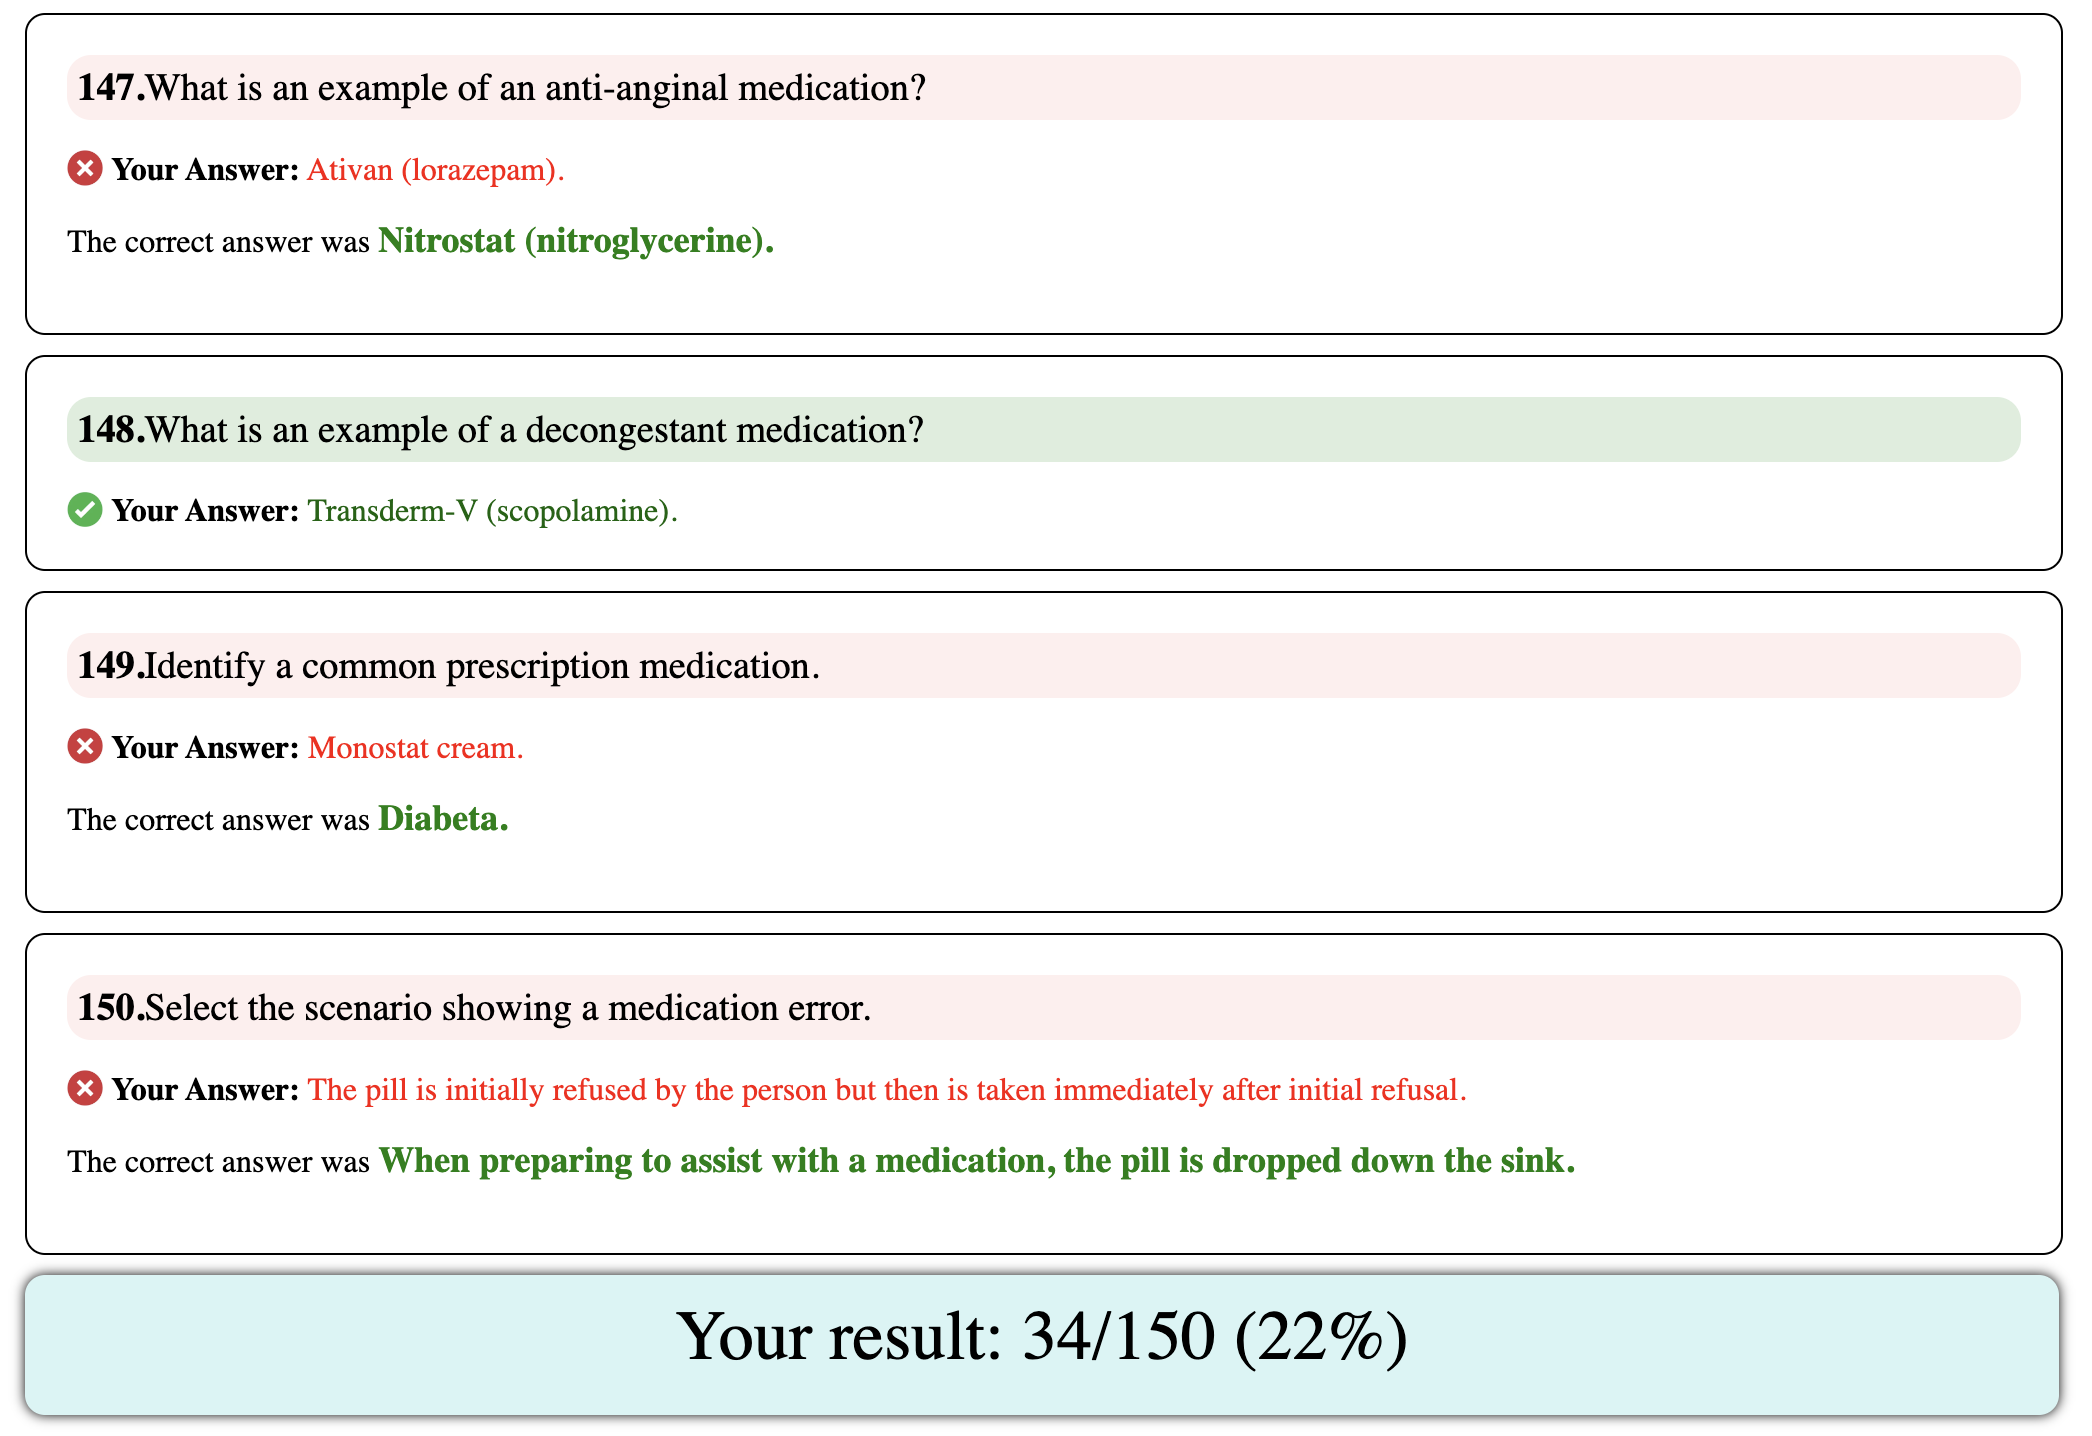 147.What is an example of an anti-anginal medication?
Your Answer: Ativan (lorazepam).
The correct answer was Nitrostat (nitroglycerine).
148.What is an example of a decongestant medication?
Your Answer: Transderm-V (scopolamine).
149.Identify a common prescription medication.
Your Answer: Monostat cream.
The correct answer was Diabeta.
150.Select the scenario showing a medication error.
Your Answer: The pill is initially refused by the person but then is taken immediately after initial refusal.
The correct answer was When preparing to assist with a medication, the pill is dropped down the sink.
Your result: 34/150 (22%)